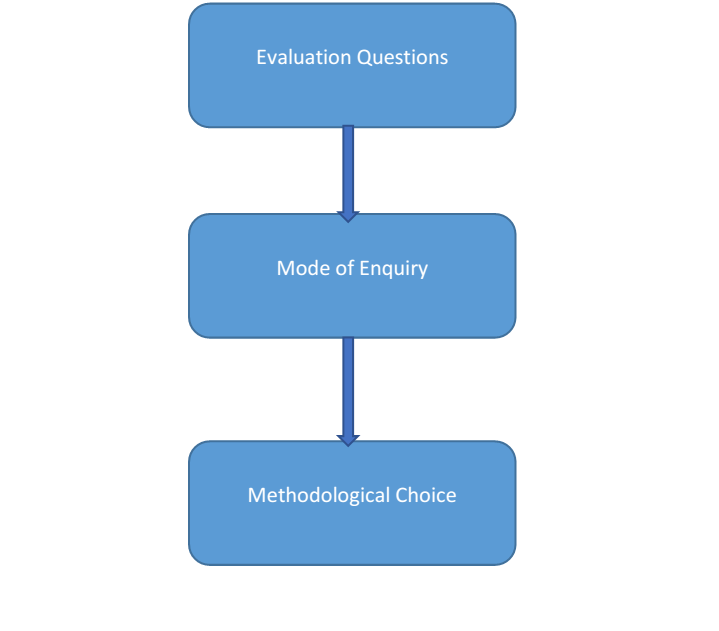 Evaluation Questions
Mode of Enquiry
Methodological Choice